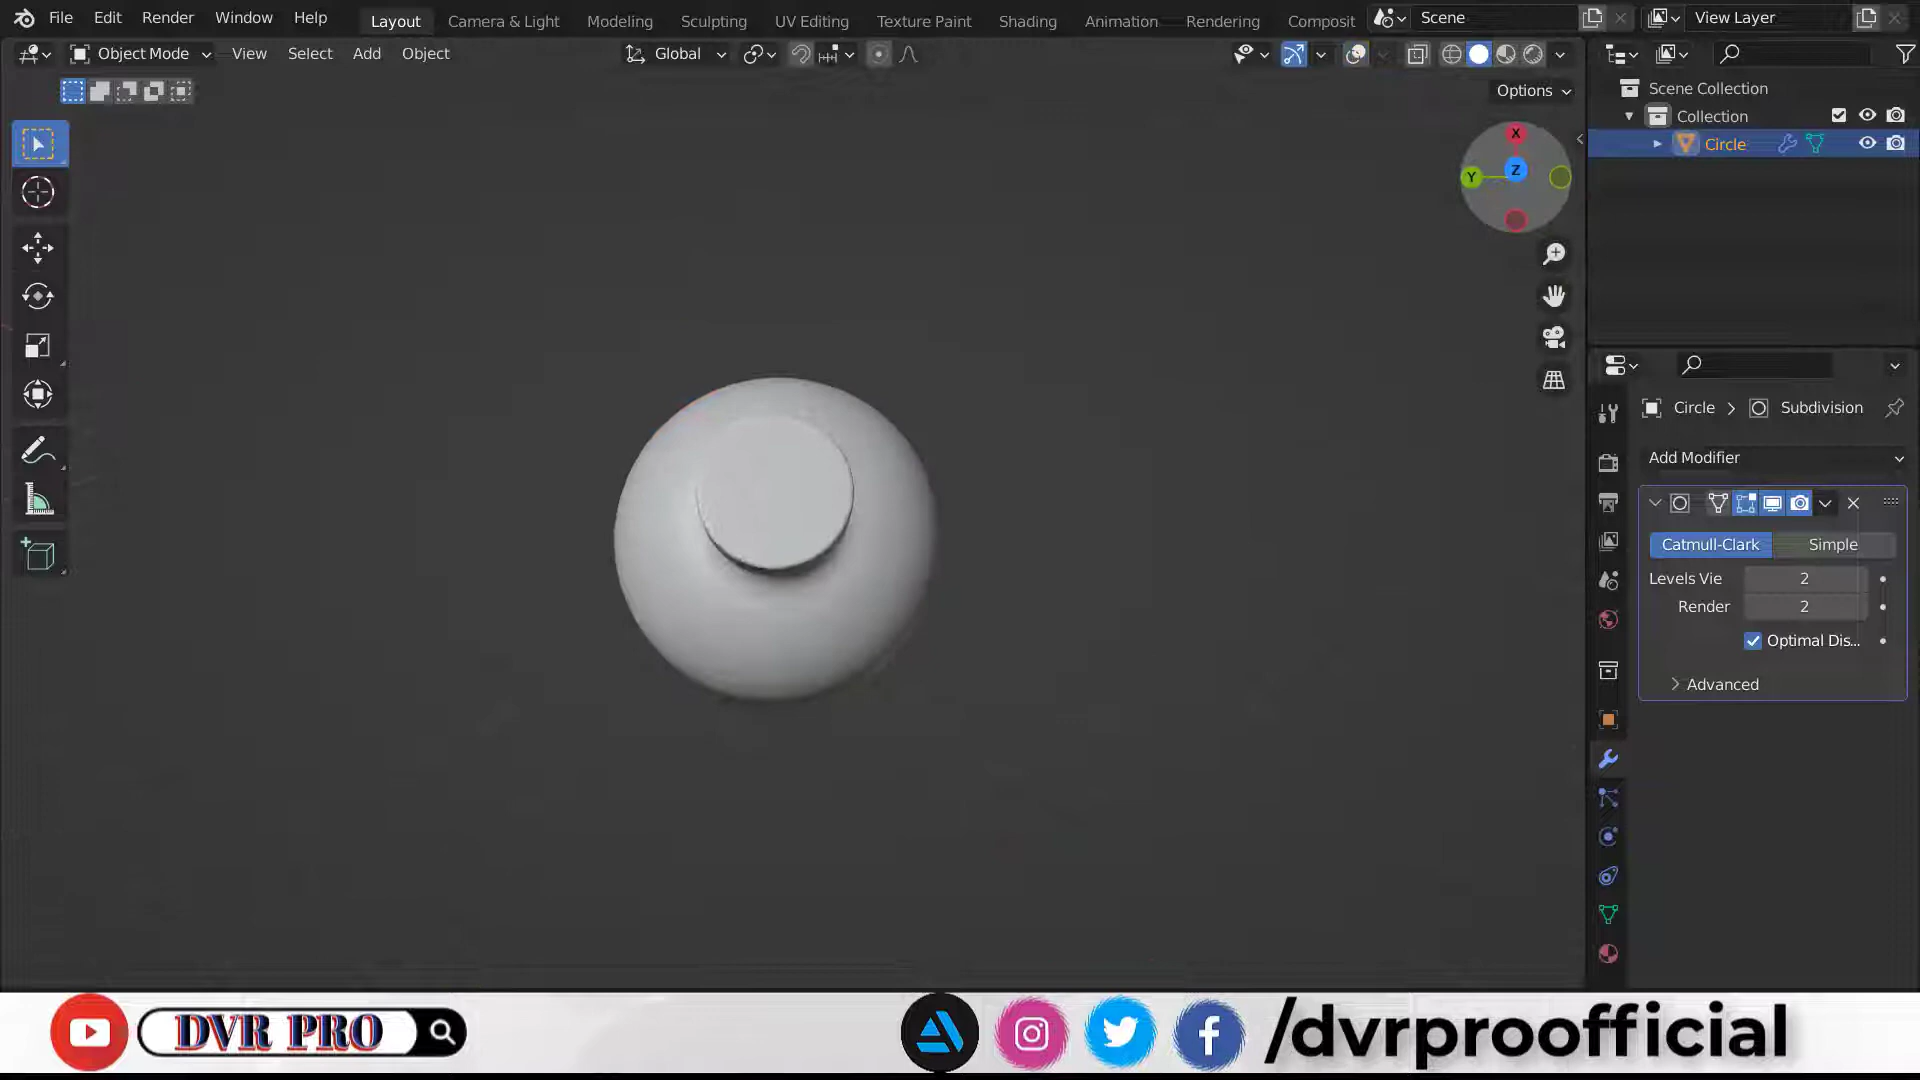 File Edit Render Window Help Layout Camera & Light Modeling Sculpting UV Editing Texture Paint Shading Animation Rendering Composit Scene View Layer
Object Mode View Select Add Object Global
Options
X
Y
Z
Scene Collection
Collection
Circle
Circle > Subdivision
Add Modifier
Catmull-Clark Simple
Levels Vie 2
Render 2
Optimal Dis...
Advanced
DVR PRO
/dvrproofficial